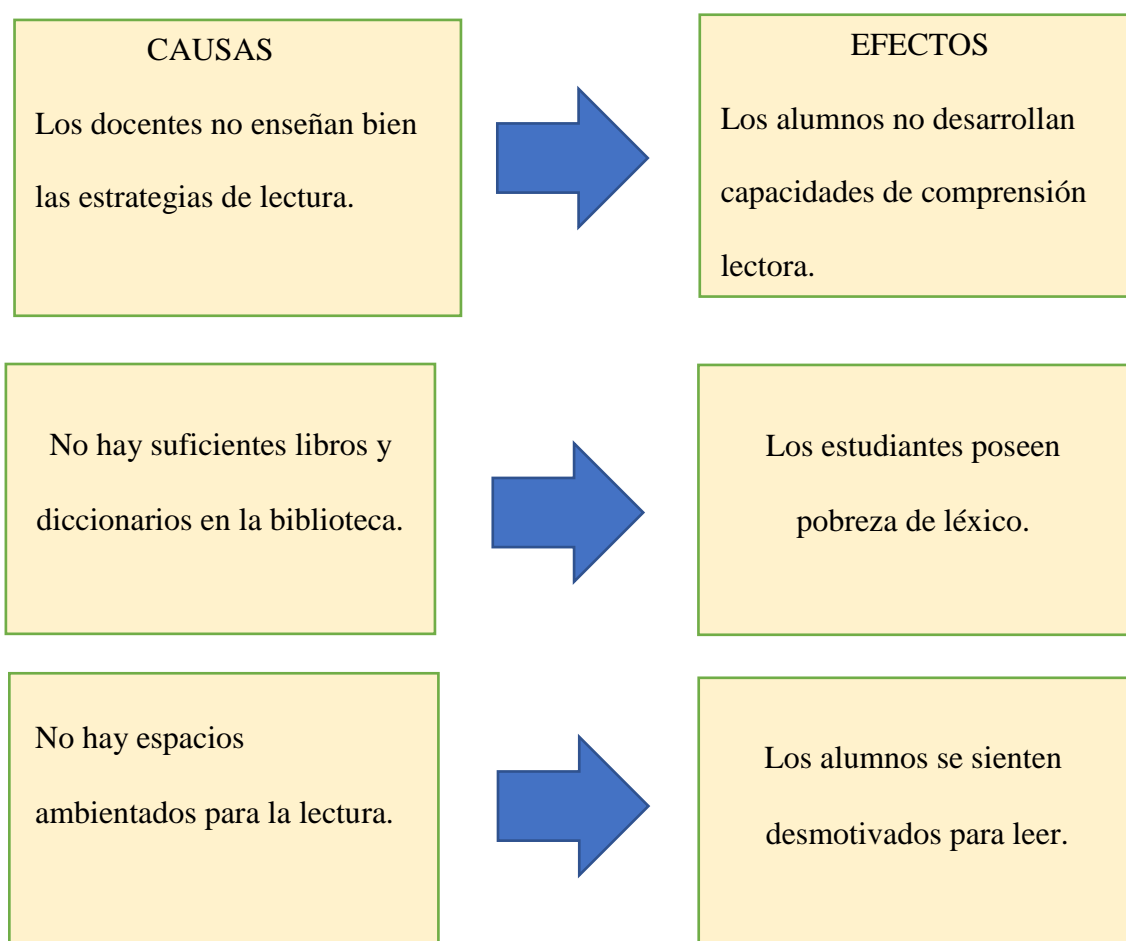 CAUSAS
Los docentes no enseñan bien
las estrategias de lectura.
EFECTOS
Los alumnos no desarrollan
capacidades de comprensión
lectora.
No hay suficientes libros y
diccionarios en la biblioteca.
Los estudiantes poseen
pobreza de léxico.
No hay espacios
ambientados para la lectura.
Los alumnos se sienten
desmotivados para leer.